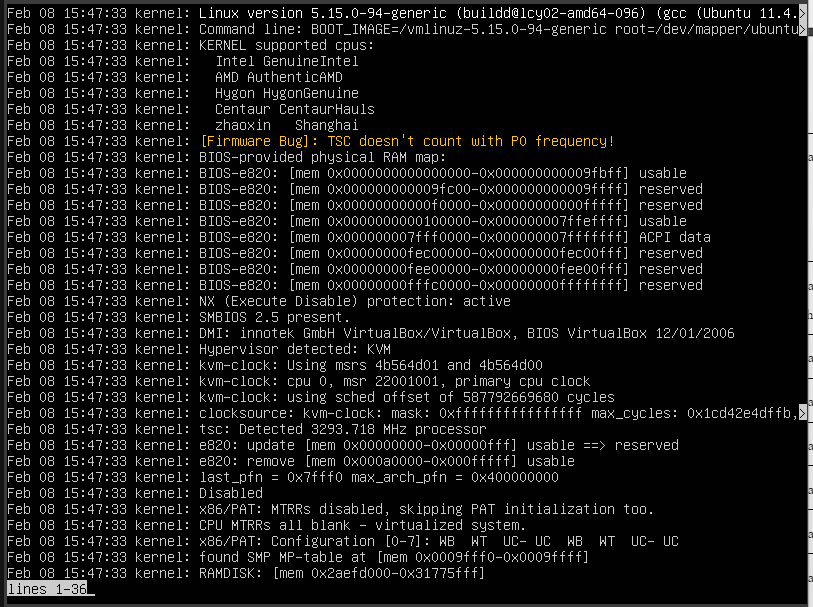 Feb 08 15:47:33 kernel: Linux version 5.15.0-94-generic (buildd@lcy02-amd64-096) (gcc (Ubuntu 11.4.>
Feb 08 15:47:33 kernel: Command line: BOOT_IMAGE=/vmlinuz-5.15.0-94-generic root=/dev/mapper/ubuntu>
Feb 08 15:47:33 kernel: KERNEL supported cpus:
Feb 08 15:47:33 kernel:   Intel GenuineIntel
Feb 08 15:47:33 kernel:   AMD AuthenticAMD
Feb 08 15:47:33 kernel:   Hygon HygonGenuine
Feb 08 15:47:33 kernel:   Centaur CentaurHauls
Feb 08 15:47:33 kernel:   zhaoxin   Shanghai
Feb 08 15:47:33 kernel: [Firmware Bug]: TSC doesn't count with P0 frequency!
Feb 08 15:47:33 kernel: BIOS-provided physical RAM map:
Feb 08 15:47:33 kernel: BIOS-e820: [mem 0x0000000000000000-0x000000000009fbff] usable
Feb 08 15:47:33 kernel: BIOS-e820: [mem 0x000000000009fc00-0x000000000009ffff] reserved
Feb 08 15:47:33 kernel: BIOS-e820: [mem 0x00000000000f0000-0x00000000000fffff] reserved
Feb 08 15:47:33 kernel: BIOS-e820: [mem 0x0000000000100000-0x000000007ffeffff] usable
Feb 08 15:47:33 kernel: BIOS-e820: [mem 0x000000007fff0000-0x000000007fffffff] ACPI data
Feb 08 15:47:33 kernel: BIOS-e820: [mem 0x00000000fec00000-0x00000000fec00fff] reserved
Feb 08 15:47:33 kernel: BIOS-e820: [mem 0x00000000fee00000-0x00000000fee00fff] reserved
Feb 08 15:47:33 kernel: BIOS-e820: [mem 0x00000000fffc0000-0x00000000ffffffff] reserved
Feb 08 15:47:33 kernel: NX (Execute Disable) protection: active
Feb 08 15:47:33 kernel: SMBIOS 2.5 present.
Feb 08 15:47:33 kernel: DMI: innotek GmbH VirtualBox/VirtualBox, BIOS VirtualBox 12/01/2006
Feb 08 15:47:33 kernel: Hypervisor detected: KVM
Feb 08 15:47:33 kernel: kvm-clock: Using msrs 4b564d01 and 4b564d00
Feb 08 15:47:33 kernel: kvm-clock: cpu 0, msr 22001001, primary cpu clock
Feb 08 15:47:33 kernel: kvm-clock: using sched offset of 587792669680 cycles
Feb 08 15:47:33 kernel: clocksource: kvm-clock: mask: 0xffffffffffffffff max_cycles: 0x1cd42e4dffb,>
Feb 08 15:47:33 kernel: tsc: Detected 3293.718 MHz processor
Feb 08 15:47:33 kernel: e820: update [mem 0x00000000-0x00000fff] usable ==> reserved
Feb 08 15:47:33 kernel: e820: remove [mem 0x000a0000-0x000fffff] usable
Feb 08 15:47:33 kernel: last_pfn = 0x7fff0 max_arch_pfn = 0x400000000
Feb 08 15:47:33 kernel: Disabled
Feb 08 15:47:33 kernel: x86/PAT: MTRRs disabled, skipping PAT initialization too.
Feb 08 15:47:33 kernel: CPU MTRRs all blank - virtualized system.
Feb 08 15:47:33 kernel: x86/PAT: Configuration [0-7]: WB  WT  UC- UC  WB  WT  UC- UC
Feb 08 15:47:33 kernel: found SMP MP-table at [mem 0x0009fff0-0x0009ffff]
Feb 08 15:47:33 kernel: RAMDISK: [mem 0x2aefd000-0x31775fff]
lines 1-36